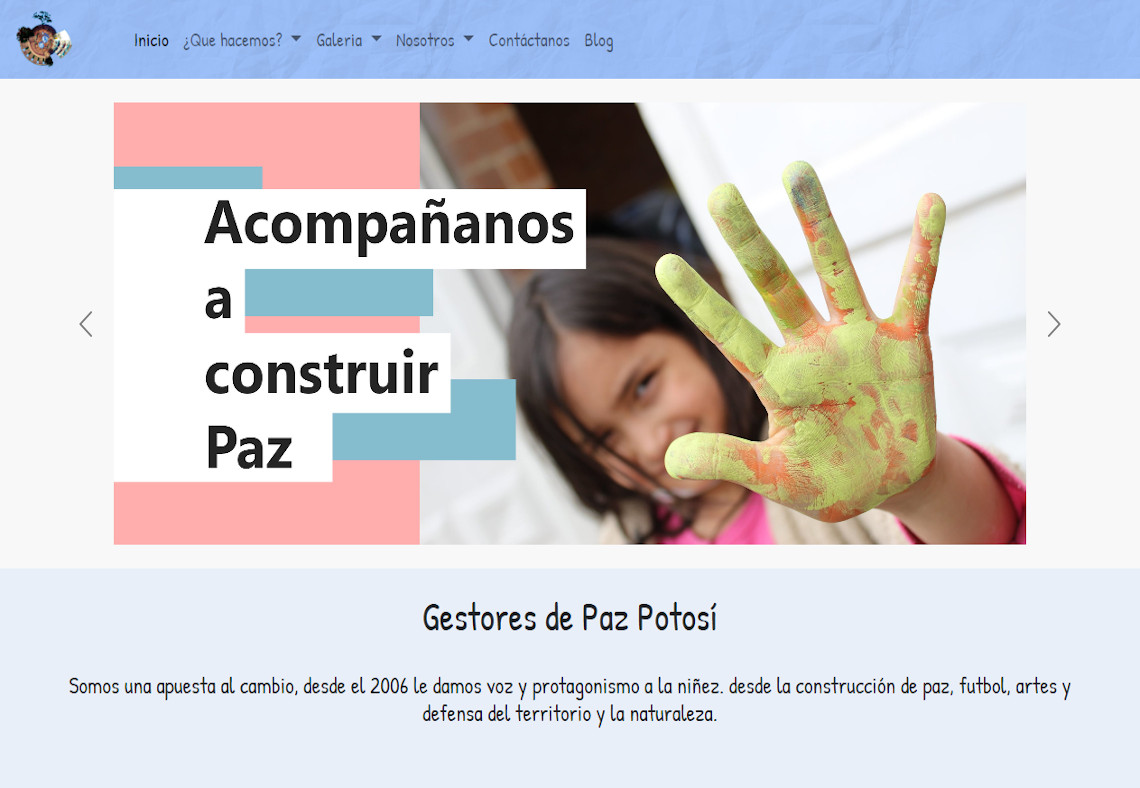 Inicio ¿Que hacemos? Galeria Nosotros Contáctanos Blog
Acompañanos
a
construir
Paz
Gestores de Paz Potosí
Somos una apuesta al cambio, desde el 2006 le damos voz y protagonismo a la niñez. desde la construcción de paz, futbol, artes y
defensa del territorio y la naturaleza.